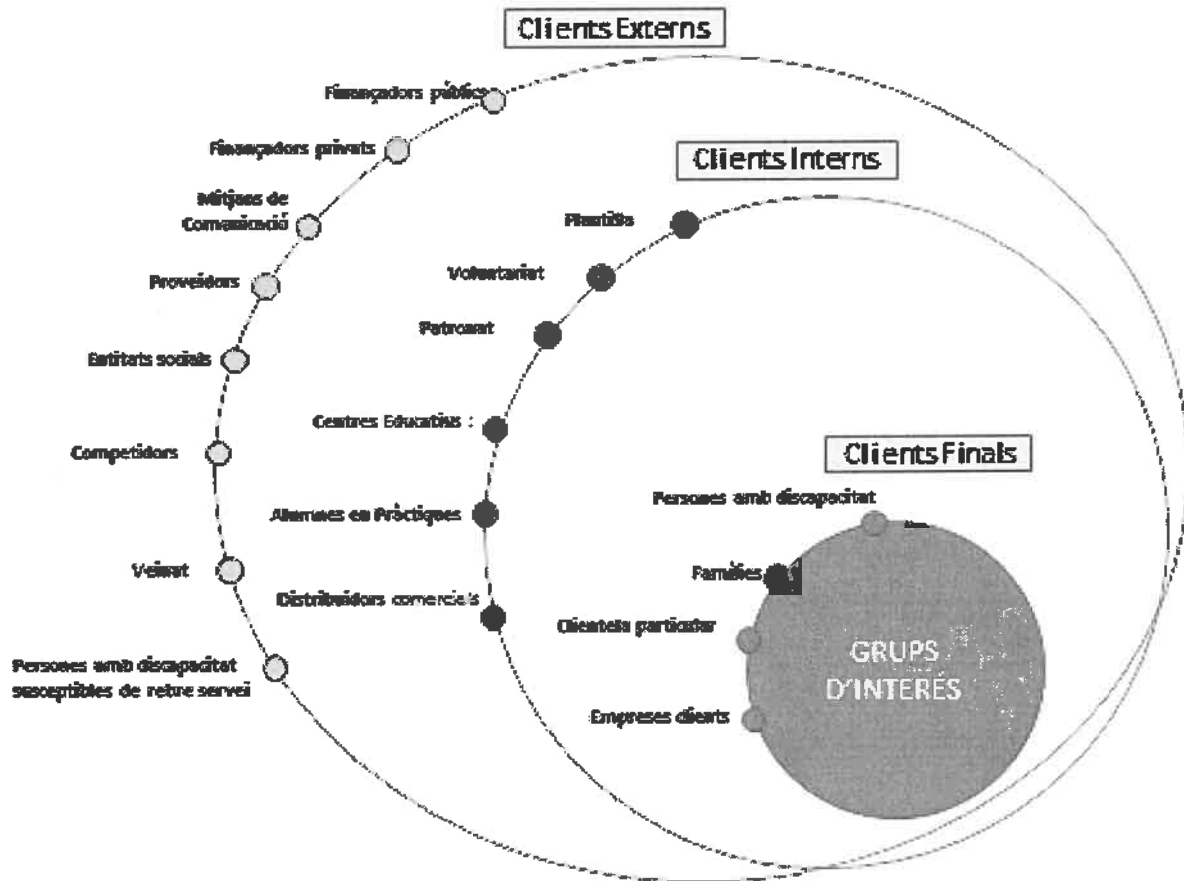 Clients Externs
Finançadors públics
Finançadors privats
Mitjans de
Comunicació
Proveïdors
Entitats socials
Competidors
Veïnat
Persones amb discapacitat
susceptibles de rebre servei
Clients Interns
Plantilla
Voluntariat
Patronat
Centres Educatius :
Alumnes en Pràctiques
Distribuïdors comercials
Clients Finals
Persones amb discapacitat
Famílies
Clientela particular
Empreses clients
GRUPS
D'INTERÉS